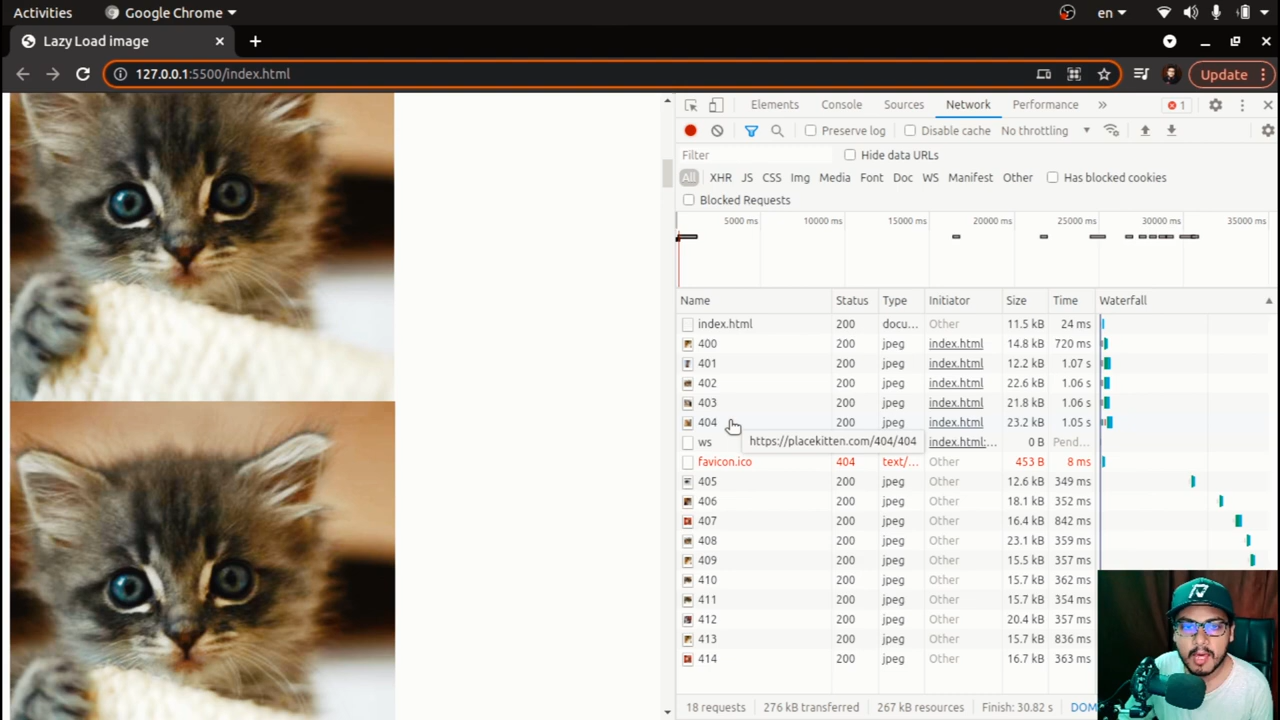 Activities Google Chrome en
Lazy Load image
127.0.0.1:5500/index.html Update
Elements Console Sources Network Performance » 1
Preserve log Disable cache No throttling
Filter Hide data URLs
All XHR JS CSS Img Media Font Doc WS Manifest Other Has blocked cookies
Blocked Requests
5000 ms 10000 ms 15000 ms 20000 ms 25000 ms 30000 ms 35000 ms
Name Status Type Initiator Size Time Waterfall
index.html 200 docu... Other 11.5 kB 24 ms
400 200 jpeg index.html 14.8 kB 720 ms
401 200 jpeg index.html 12.2 kB 1.07 s
402 200 jpeg index.html 22.6 kB 1.06 s
403 200 jpeg index.html 21.8 kB 1.06 s
404 200 jpeg index.html 23.2 kB 1.05 s
ws https://placekitten.com/404/404 index.html:... 0 B Pend...
favicon.ico 404 text/... Other 453 B 8 ms
405 200 jpeg Other 12.6 kB 349 ms
406 200 jpeg Other 18.1 kB 352 ms
407 200 jpeg Other 16.4 kB 842 ms
408 200 jpeg Other 23.1 kB 359 ms
409 200 jpeg Other 15.5 kB 357 ms
410 200 jpeg Other 15.7 kB 362 ms
411 200 jpeg Other 15.7 kB 354 ms
412 200 jpeg Other 20.4 kB 357 ms
413 200 jpeg Other 15.7 kB 836 ms
414 200 jpeg Other 16.7 kB 363 ms
18 requests 276 kB transferred 267 kB resources Finish: 30.82 s DOM